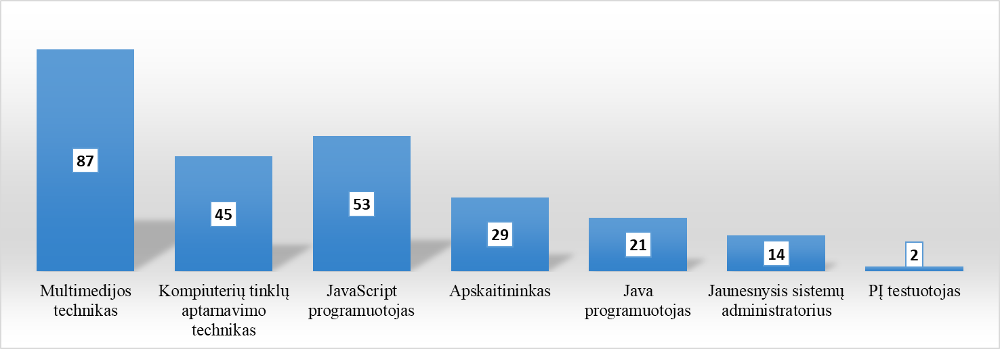 87
45
53
29
21
14
2
Multimedijos
technikas
Kompiuterių tinklų
aptarnavimo
technikas
JavaScript
programuotojas
Apskaitininkas
Java
programuotojas
Jaunesnysis sistemų
administratorius
PĮ testuotojas